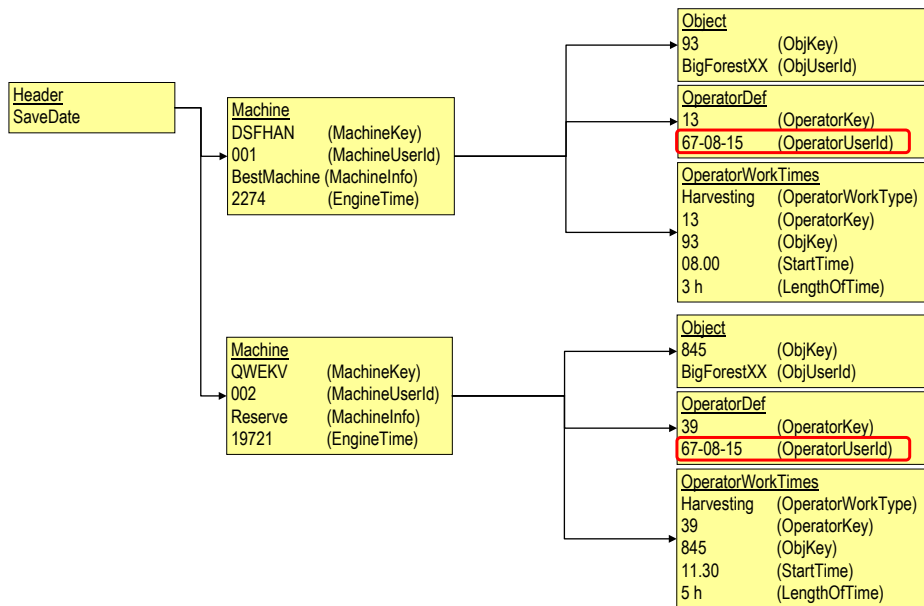 Header
SaveDate
Machine
DSFHAN (MachineKey)
001 (MachineUserId)
BestMachine (MachineInfo)
2274 (EngineTime)
Object
93 (ObjKey)
BigForestXX (ObjUserId)
OperatorDef
13 (OperatorKey)
67-08-15 (OperatorUserId)
OperatorWorkTimes
Harvesting (OperatorWorkType)
13 (OperatorKey)
93 (ObjKey)
08.00 (StartTime)
3 h (LengthOfTime)
Machine
QWEKV (MachineKey)
002 (MachineUserId)
Reserve (MachineInfo)
19721 (EngineTime)
Object
845 (ObjKey)
BigForestXX (ObjUserId)
OperatorDef
39 (OperatorKey)
67-08-15 (OperatorUserId)
OperatorWorkTimes
Harvesting (OperatorWorkType)
39 (OperatorKey)
845 (ObjKey)
11.30 (StartTime)
5 h (LengthOfTime)